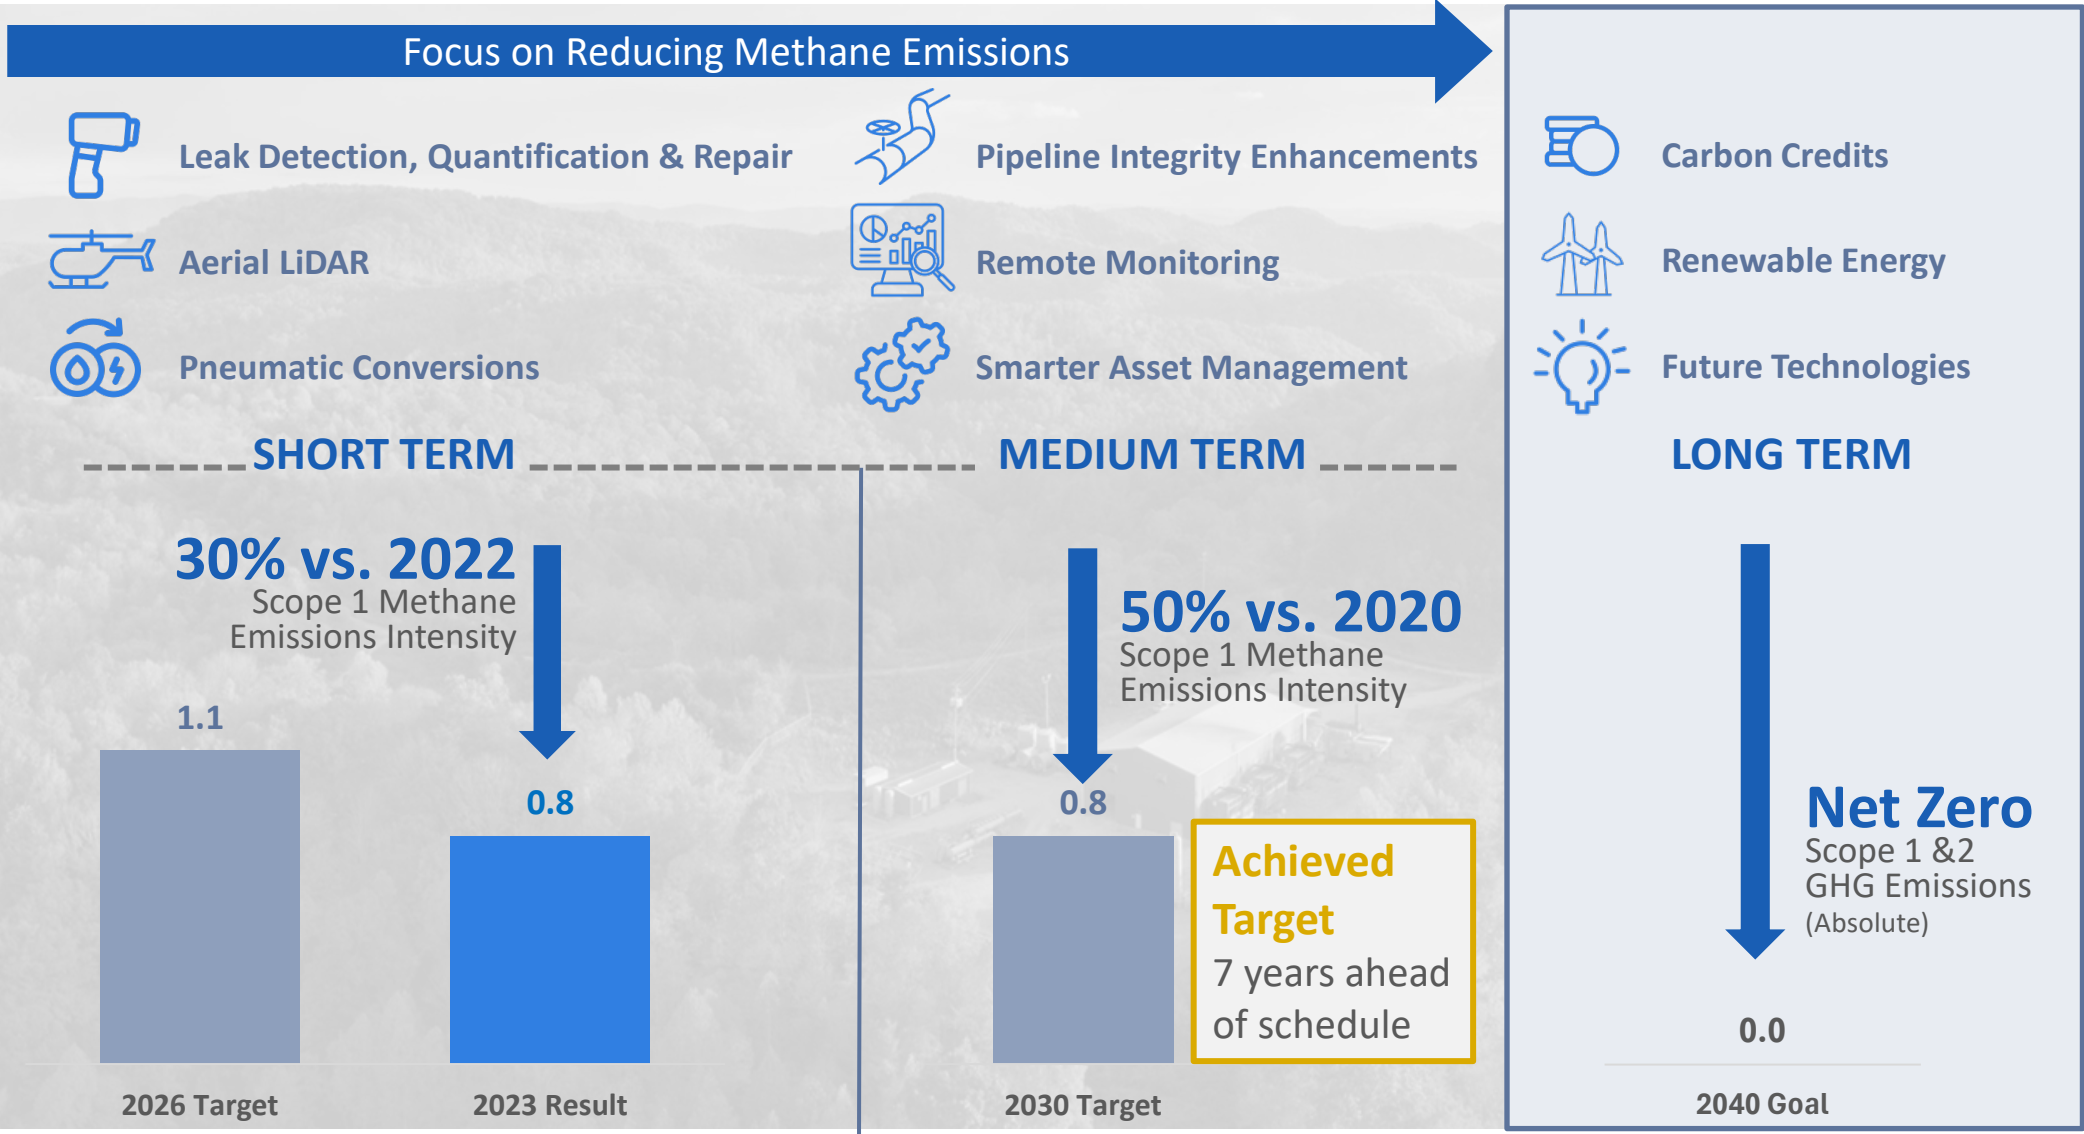 Focus on Reducing Methane Emissions
Leak Detection, Quantification & Repair
Aerial LiDAR
Pneumatic Conversions
Pipeline Integrity Enhancements
Remote Monitoring
Smarter Asset Management
Carbon Credits
Renewable Energy
Future Technologies
SHORT TERM
30% vs. 2022
Scope 1 Methane
Emissions Intensity
1.1
0.8
2026 Target
2023 Result
MEDIUM TERM
50% vs. 2020
Scope 1 Methane
Emissions Intensity
0.8
Achieved
Target
7 years ahead
of schedule
2030 Target
LONG TERM
Net Zero
Scope 1 &2
GHG Emissions
(Absolute)
0.0
2040 Goal